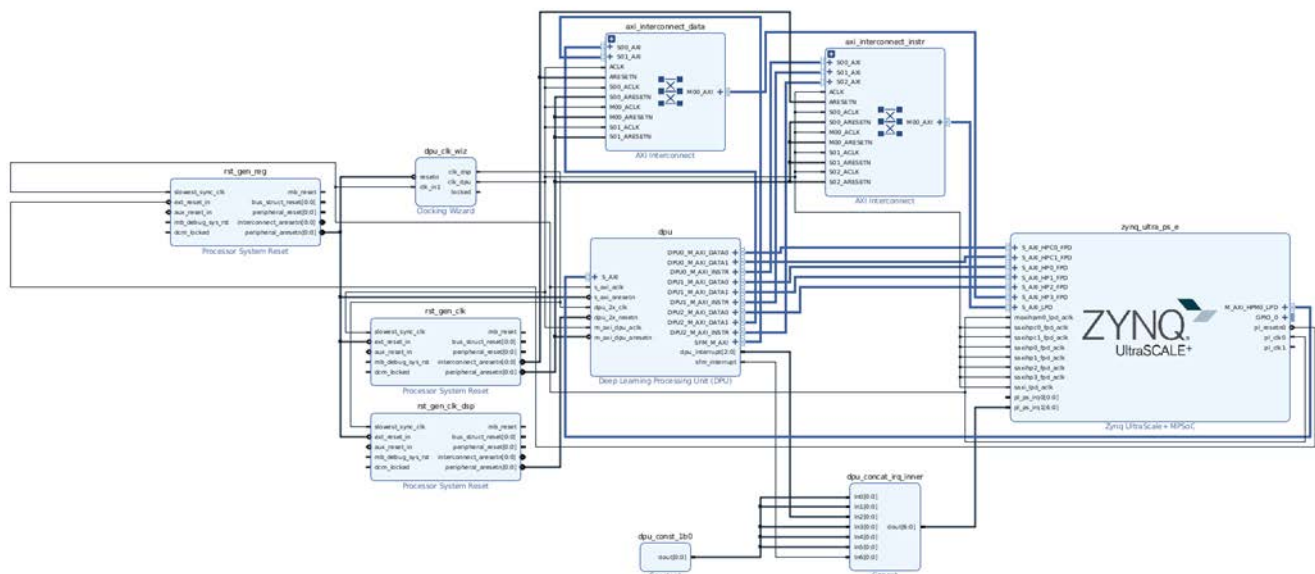 axi_interconnect_data
S00_AXI
S01_AXI
ACLK
ARESETN
S00_ACLK
S00_ARESETN
M00_ACLK
M00_ARESETN
S01_ACLK
S01_ARESETN
M00_AXI
AXI Interconnect
axi_interconnect_instr
S00_AXI
S01_AXI
S02_AXI
ACLK
ARESETN
S00_ACLK
S00_ARESETN
M00_ACLK
M00_ARESETN
S01_ACLK
S01_ARESETN
S02_ACLK
S02_ARESETN
M00_AXI
AXI Interconnect
dpu_clk_wiz
resetn
clk_in1
clk_dsp
clk_dpu
locked
Clocking Wizard
rst_gen_reg
slowest_sync_clk
ext_reset_in
aux_reset_in
mb_debug_sys_rst
dcm_locked
mb_reset
bus_struct_reset[0:0]
peripheral_reset[0:0]
interconnect_aresetn[0:0]
peripheral_aresetn[0:0]
Processor System Reset
dpu
S_AXI
s_axi_aclk
s_axi_aresetn
dpu_2x_clk
dpu_2x_resetn
m_axi_dpu_aclk
m_axi_dpu_aresetn
DPU0_M_AXI_DATA0
DPU0_M_AXI_DATA1
DPU0_M_AXI_INSTR
DPU1_M_AXI_DATA0
DPU1_M_AXI_DATA1
DPU1_M_AXI_INSTR
DPU2_M_AXI_DATA0
DPU2_M_AXI_DATA1
DPU2_M_AXI_INSTR
SFM_M_AXI
dpu_interrupt[2:0]
sfm_interrupt
Deep Learning Processing Unit (DPU)
zynq_ultra_ps_e
S_AXI_HPC0_FPD
S_AXI_HPC1_FPD
S_AXI_HP0_FPD
S_AXI_HP1_FPD
S_AXI_HP2_FPD
S_AXI_HP3_FPD
S_AXI_LPD
maxihpm0_lpd_aclk
saxihpc0_fpd_aclk
saxihpc1_fpd_aclk
saxihp0_fpd_aclk
saxihp1_fpd_aclk
saxihp2_fpd_aclk
saxihp3_fpd_aclk
saxi_lpd_aclk
pl_ps_irq0[0:0]
pl_ps_irq1[6:0]
M_AXI_HPM0_LPD
GPIO_0
pl_resetn0
pl_clk0
pl_clk1
ZYNQ
UltraSCALE+
Zynq UltraScale+ MPSoC
rst_gen_clk
slowest_sync_clk
ext_reset_in
aux_reset_in
mb_debug_sys_rst
dcm_locked
mb_reset
bus_struct_reset[0:0]
peripheral_reset[0:0]
interconnect_aresetn[0:0]
peripheral_aresetn[0:0]
Processor System Reset
rst_gen_clk_dsp
slowest_sync_clk
ext_reset_in
aux_reset_in
mb_debug_sys_rst
dcm_locked
mb_reset
bus_struct_reset[0:0]
peripheral_reset[0:0]
interconnect_aresetn[0:0]
peripheral_aresetn[0:0]
Processor System Reset
dpu_concat_irq_inner
In0[0:0]
In1[0:0]
In2[0:0]
In3[0:0]
In4[0:0]
In5[0:0]
In6[0:0]
dout[6:0]
dpu_const_1b0
dout[0:0]